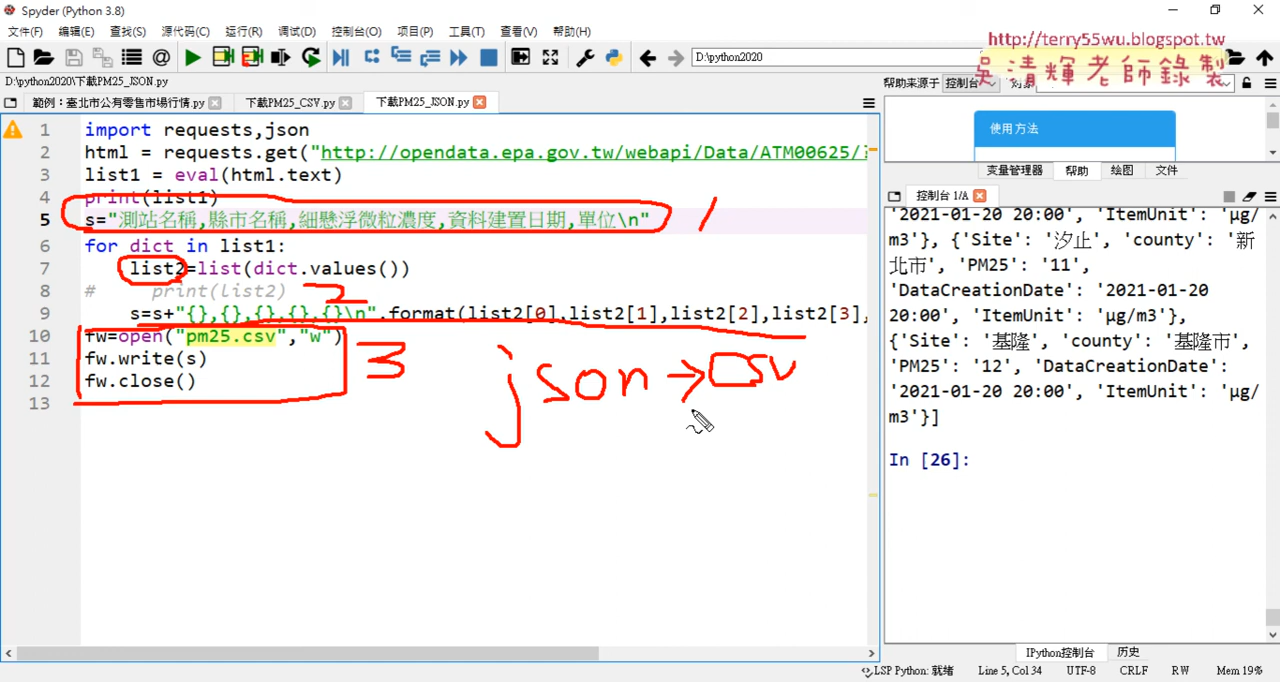 Spyder (Python 3.8)
文件(F) 编辑(E) 查找(S) 源代码(C) 运行(R) 调试(D) 控制台(O) 项目(P) 工具(T) 查看(V) 帮助(H)
D:\python2020
http://terry55wu.blogspot.tw
吳清輝老師錄製
D:\python2020\下載PM25_JSON.py
範例：臺北市公有零售市場行情.py 下載PM25_CSV.py 下載PM25_JSON.py
1 import requests,json
2 html = requests.get("http://opendata.epa.gov.tw/webapi/Data/ATM00625/?
3 list1 = eval(html.text)
4 print(list1)
5 s="測站名稱,縣市名稱,細懸浮微粒濃度,資料建置日期,單位\n"
6 for dict in list1:
7 list2=list(dict.values())
8 # print(list2)
9 s=s+"{},{},{},{},{}\n".format(list2[0],list2[1],list2[2],list2[3],
10 fw=open("pm25.csv","w")
11 fw.write(s)
12 fw.close()
13
1
2
3
json→csv
帮助来源于 控制台 对象
使用方法
变量管理器 帮助 绘图 文件
控制台 1/A
'2021-01-20 20:00', 'ItemUnit': 'μg/
m3'}, {'Site': '汐止', 'county': '新
北市', 'PM25': '11',
'DataCreationDate': '2021-01-20
20:00', 'ItemUnit': 'μg/m3'},
{'Site': '基隆', 'county': '基隆市',
'PM25': '12', 'DataCreationDate':
'2021-01-20 20:00', 'ItemUnit': 'μg/
m3'}]
In [26]:
IPython控制台 历史
LSP Python: 就绪 Line 5, Col 34 UTF-8 CRLF RW Mem 19%